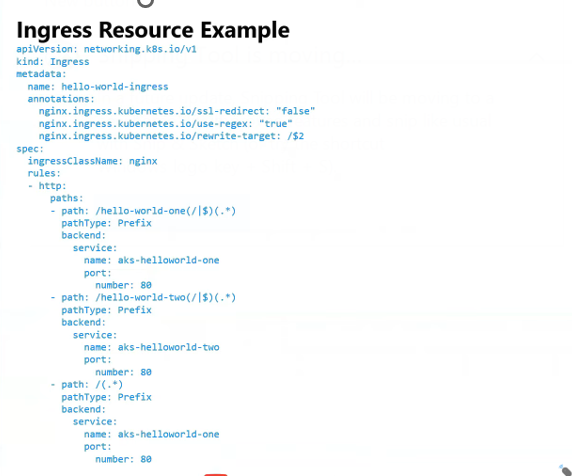 Ingress Resource Example
apiVersion: networking.k8s.io/v1
kind: Ingress
metadata:
  name: hello-world-ingress
  annotations:
    nginx.ingress.kubernetes.io/ssl-redirect: "false"
    nginx.ingress.kubernetes.io/use-regex: "true"
    nginx.ingress.kubernetes.io/rewrite-target: /$2
spec:
  ingressClassName: nginx
  rules:
  - http:
      paths:
      - path: /hello-world-one(/|$)(.*)
        pathType: Prefix
        backend:
          service:
            name: aks-helloworld-one
            port:
              number: 80
      - path: /hello-world-two(/|$)(.*)
        pathType: Prefix
        backend:
          service:
            name: aks-helloworld-two
            port:
              number: 80
      - path: /(.*)
        pathType: Prefix
        backend:
          service:
            name: aks-helloworld-one
            port:
              number: 80